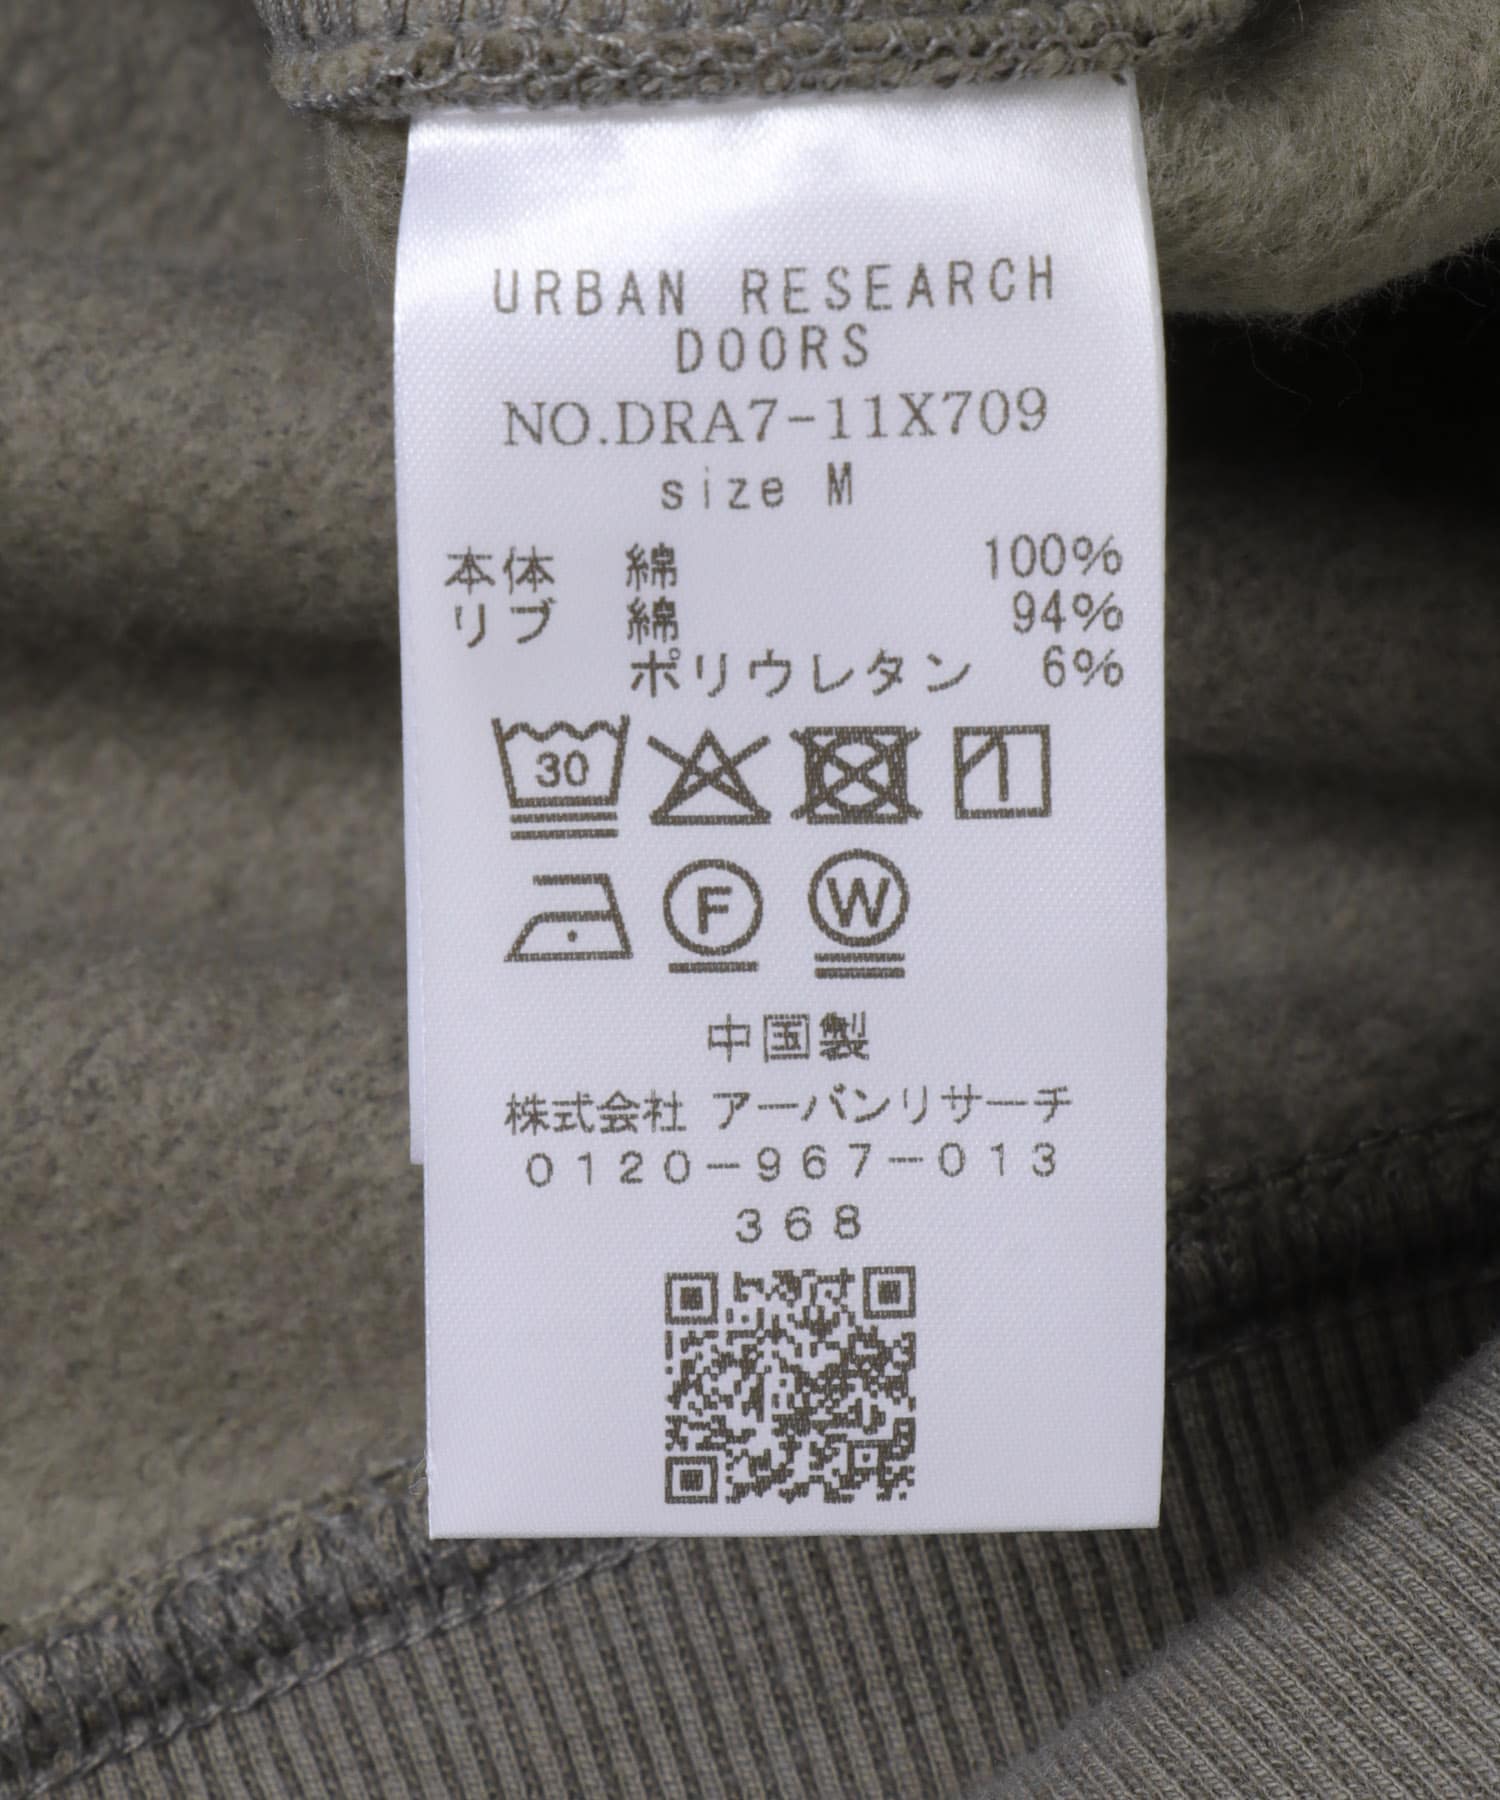 URBAN RESEARCH
DOORS
NO.DRA7-11X709
size M
本体 綿 100%
リブ 綿 94%
ポリウレタン 6%
30
F W
中国製
株式会社 アーバンリサーチ
0120-967-013
368